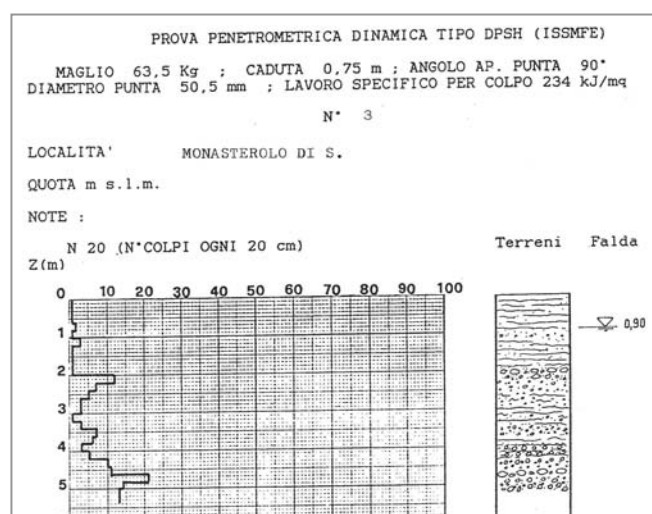 PROVA PENETROMETRICA DINAMICA TIPO DPSH (ISSMFE)
MAGLIO 63,5 Kg ; CADUTA 0,75 m ; ANGOLO AP. PUNTA 90°
DIAMETRO PUNTA 50,5 mm ; LAVORO SPECIFICO PER COLPO 234 kJ/mq
N° 3
LOCALITA' MONASTEROLO DI S.
QUOTA m s.l.m.
NOTE :
N 20 (N°COLPI OGNI 20 cm) Terreni Falda
Z(m)
0 10 20 30 40 50 60 70 80 90 100
0,90
1
2
3
4
5